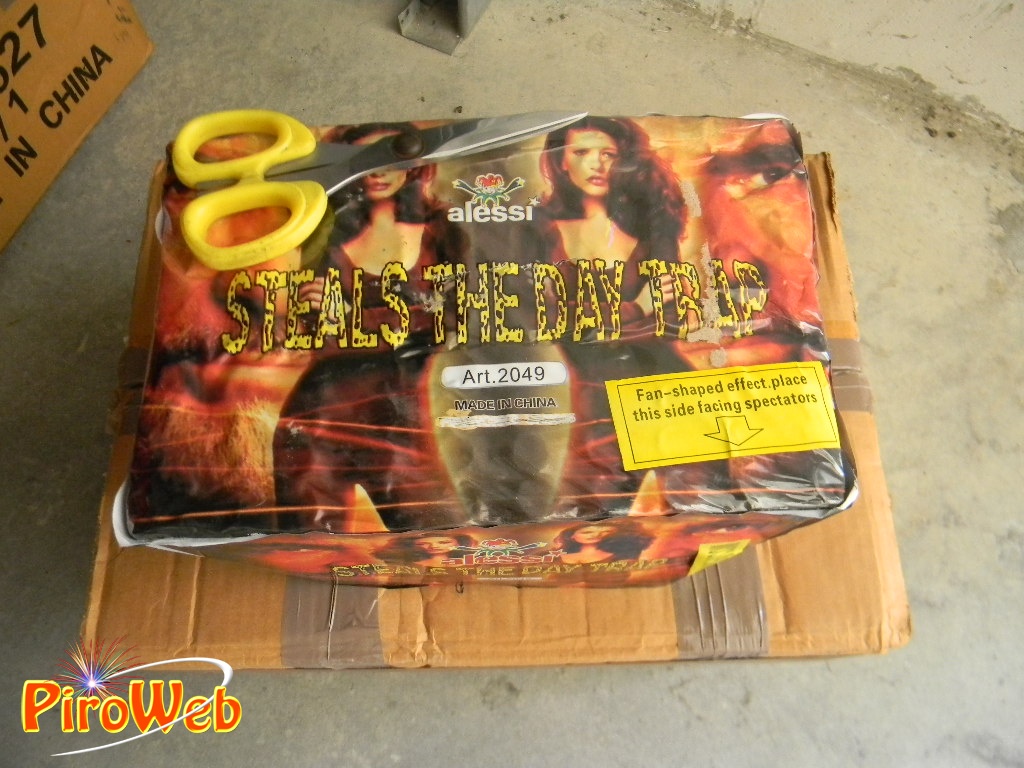 27
/1
IN CHINA
alessi
STEALS THE DAY TRAP
Art.2049
MADE IN CHINA
Fan-shaped effect.place
this side facing spectators
alessi
STEALS THE DAY TRAP
PiroWeb